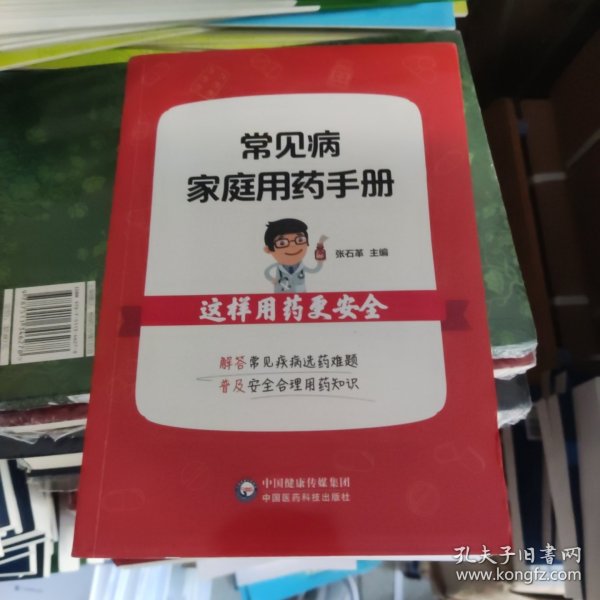 常见病
家庭用药手册
张石革 主编
这样用药更安全
解答常见疾病选药难题
普及安全合理用药知识
中国健康传媒集团
中国医药科技出版社
孔夫子旧书网
www.kongfz.com